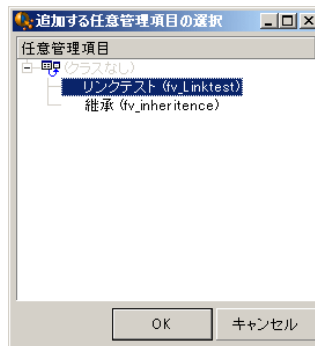 追加する任意管理項目の選択
任意管理項目
(クラスなし)
リンクテスト (fv_Linktest)
継承 (fv_inheritence)
OK
キャンセル